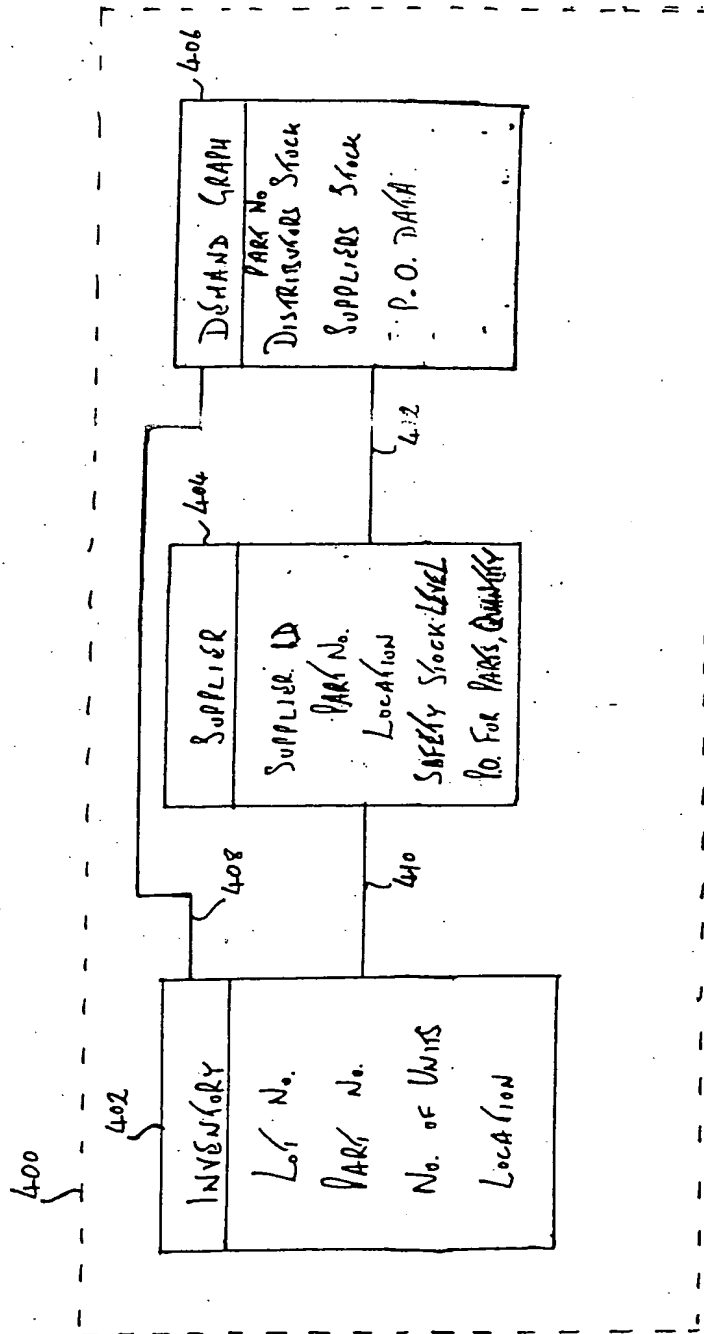 400
402
INVENTORY
LOT No.
PART No.
No. OF UNITS
LOCATION
408
410
404
SUPPLIER
SUPPLIER ID
PART No.
LOCATION
SAFETY STOCK LEVEL
P.O. FOR PARTS, QUANTITY
412
406
DEMAND GRAPH
PART No.
DISTRIBUTORS STOCK
SUPPLIERS STOCK
P.O. DATA